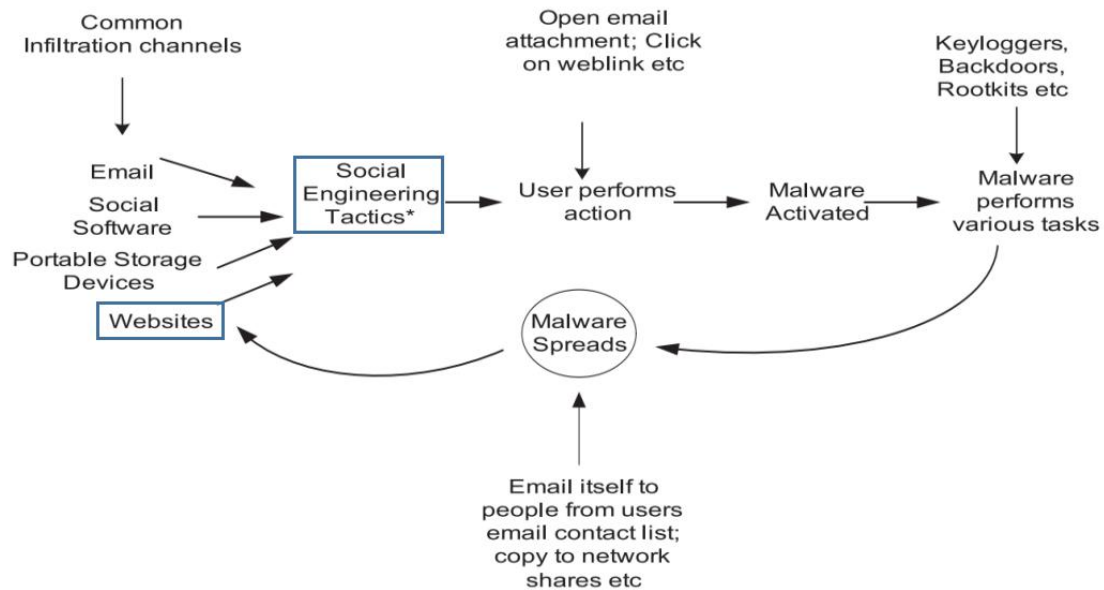 Common
Infiltration channels
Email
Social
Software
Portable Storage
Devices
Websites
Social
Engineering
Tactics*
Open email
attachment; Click
on weblink etc
User performs
action
Malware
Activated
Keyloggers,
Backdoors,
Rootkits etc
Malware
performs
various tasks
Malware
Spreads
Email itself to
people from users
email contact list;
copy to network
shares etc